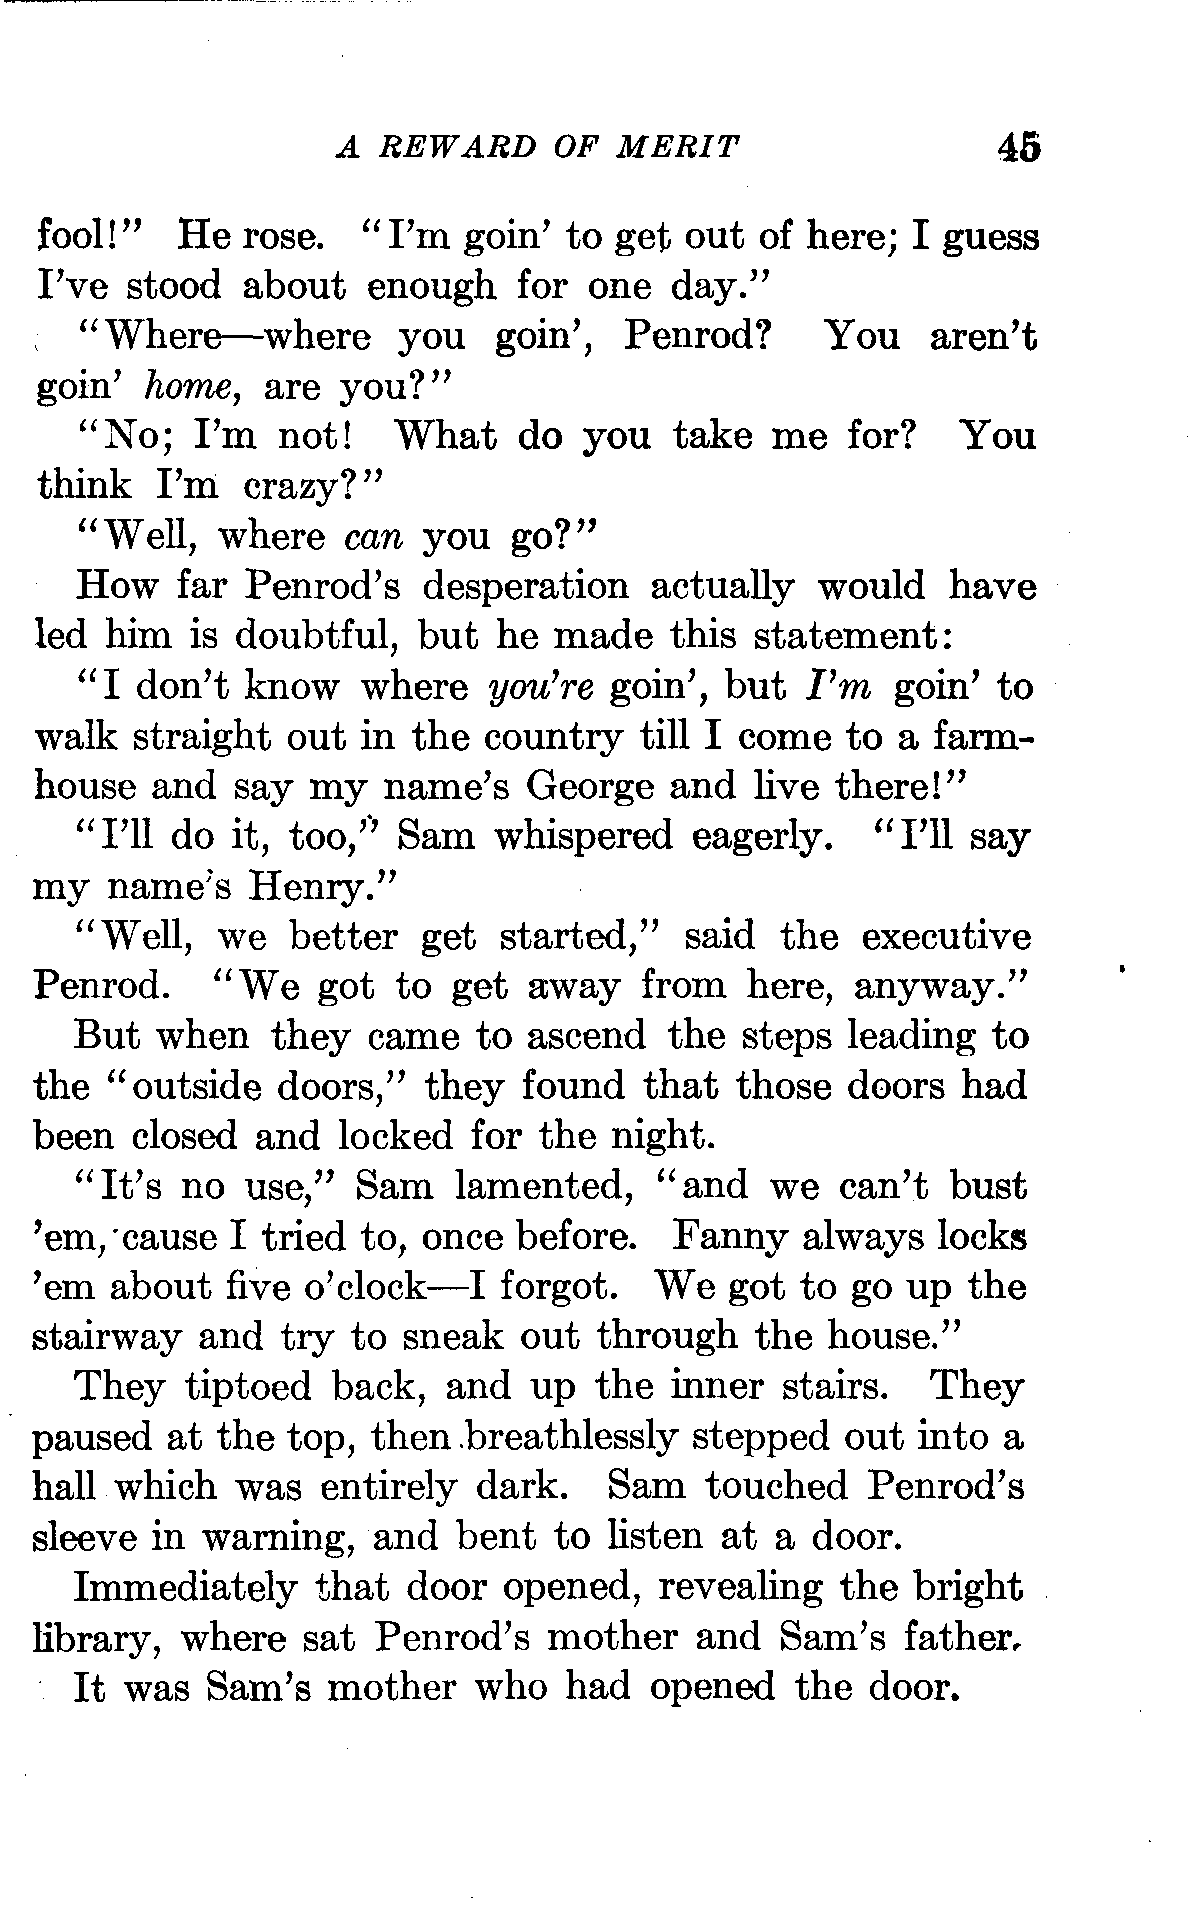 A REWARD OF MERIT 45
fool!" He rose. "I'm goin' to get out of here; I guess
I've stood about enough for one day."
"Where—where you goin', Penrod? You aren't
goin' home, are you?"
"No; I'm not! What do you take me for? You
think I'm crazy?"
"Well, where can you go?"
How far Penrod's desperation actually would have
led him is doubtful, but he made this statement:
"I don't know where you're goin', but I'm goin' to
walk straight out in the country till I come to a farm-
house and say my name's George and live there!"
"I'll do it, too," Sam whispered eagerly. "I'll say
my name's Henry."
"Well, we better get started," said the executive
Penrod. "We got to get away from here, anyway."
But when they came to ascend the steps leading to
the "outside doors," they found that those doors had
been closed and locked for the night.
"It's no use," Sam lamented, "and we can't bust
'em, 'cause I tried to, once before. Fanny always locks
'em about five o'clock—I forgot. We got to go up the
stairway and try to sneak out through the house."
They tiptoed back, and up the inner stairs. They
paused at the top, then breathlessly stepped out into a
hall which was entirely dark. Sam touched Penrod's
sleeve in warning, and bent to listen at a door.
Immediately that door opened, revealing the bright
library, where sat Penrod's mother and Sam's father.
It was Sam's mother who had opened the door.